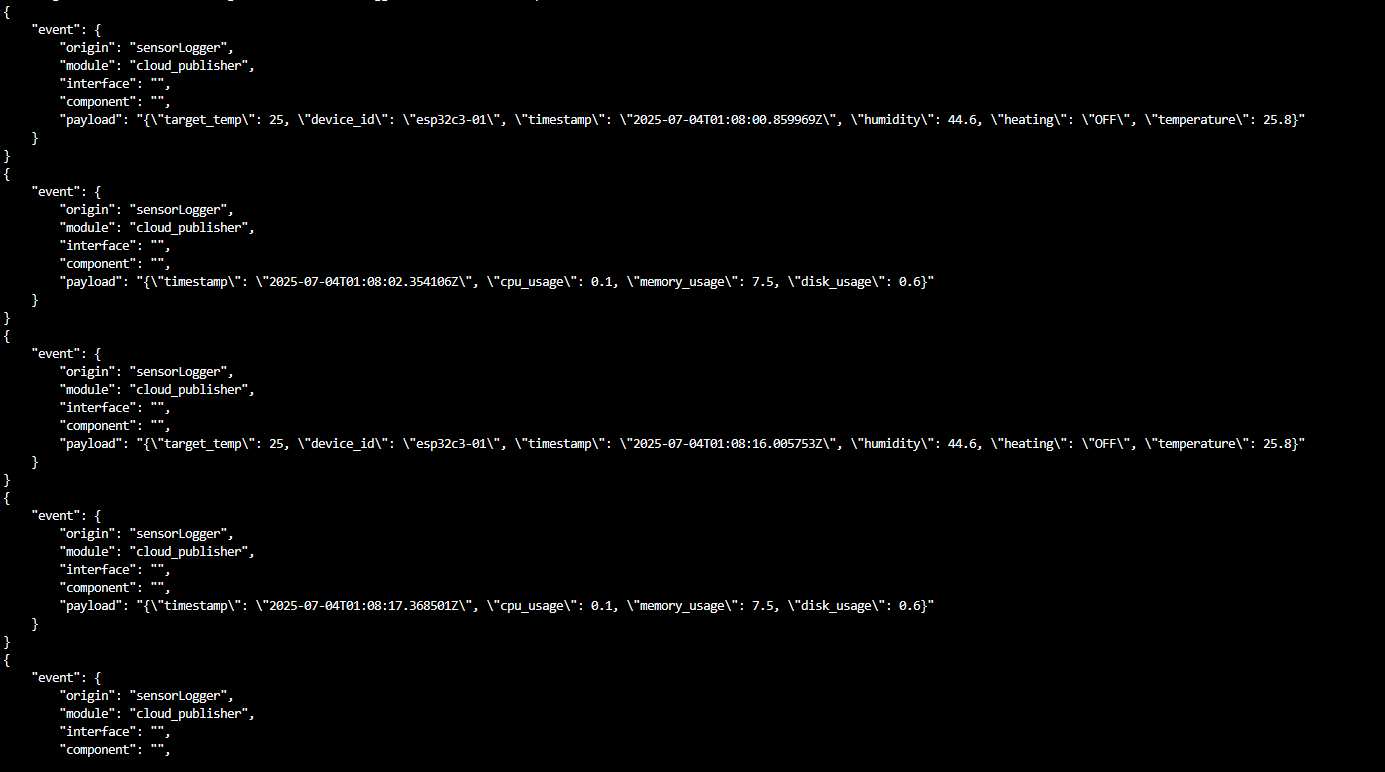 {
    "event": {
        "origin": "sensorLogger",
        "module": "cloud_publisher",
        "interface": "",
        "component": "",
        "payload": "{\"target_temp\": 25, \"device_id\": \"esp32c3-01\", \"timestamp\": \"2025-07-04T01:08:00.859969Z\", \"humidity\": 44.6, \"heating\": \"OFF\", \"temperature\": 25.8}"
    }
}
{
    "event": {
        "origin": "sensorLogger",
        "module": "cloud_publisher",
        "interface": "",
        "component": "",
        "payload": "{\"timestamp\": \"2025-07-04T01:08:02.354106Z\", \"cpu_usage\": 0.1, \"memory_usage\": 7.5, \"disk_usage\": 0.6}"
    }
}
{
    "event": {
        "origin": "sensorLogger",
        "module": "cloud_publisher",
        "interface": "",
        "component": "",
        "payload": "{\"target_temp\": 25, \"device_id\": \"esp32c3-01\", \"timestamp\": \"2025-07-04T01:08:16.005753Z\", \"humidity\": 44.6, \"heating\": \"OFF\", \"temperature\": 25.8}"
    }
}
{
    "event": {
        "origin": "sensorLogger",
        "module": "cloud_publisher",
        "interface": "",
        "component": "",
        "payload": "{\"timestamp\": \"2025-07-04T01:08:17.368501Z\", \"cpu_usage\": 0.1, \"memory_usage\": 7.5, \"disk_usage\": 0.6}"
    }
}
{
    "event": {
        "origin": "sensorLogger",
        "module": "cloud_publisher",
        "interface": "",
        "component": "",